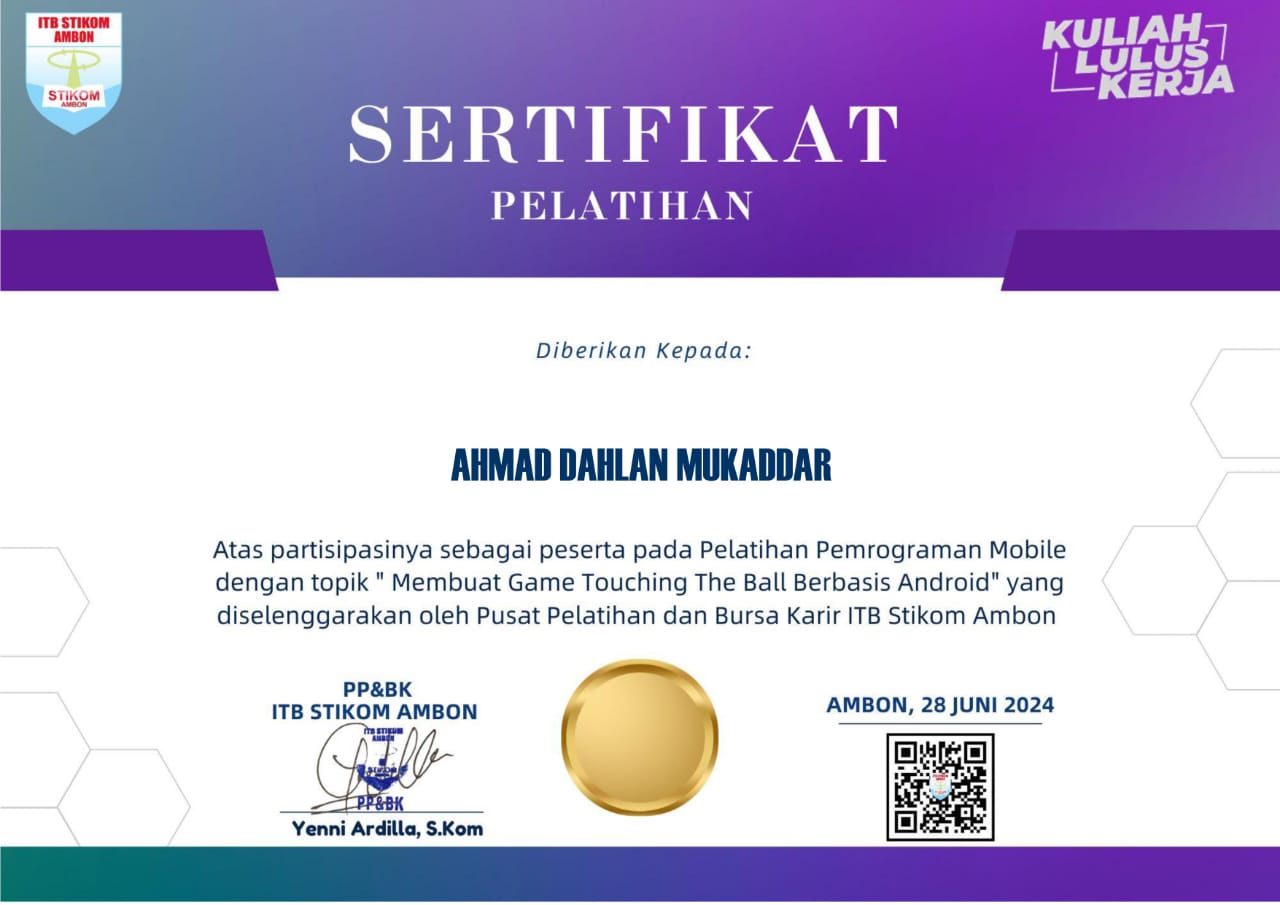 ITB STIKOM
AMBON
STIKOM
AMBON
KULIAH
LULUS
KERJA
SERTIFIKAT
PELATIHAN
Diberikan Kepada:
AHMAD DAHLAN MUKADDAR
Atas partisipasinya sebagai peserta pada Pelatihan Pemrograman Mobile
dengan topik " Membuat Game Touching The Ball Berbasis Android" yang
diselenggarakan oleh Pusat Pelatihan dan Bursa Karir ITB Stikom Ambon
PP&BK
ITB STIKOM AMBON
ITB STIKOM
AMBON
STIKOM
PP&BK
Yenni Ardilla, S.Kom
AMBON, 28 JUNI 2024